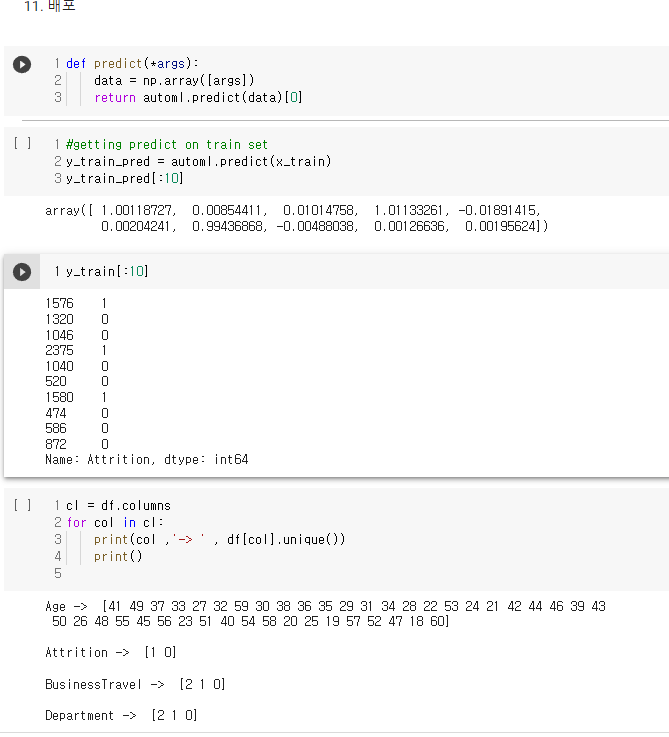 11. 배포
1 def predict(*args):
2 data = np.array([args])
3 return automl.predict(data)[0]
[ ] 1 #getting predict on train set
2 y_train_pred = automl.predict(x_train)
3 y_train_pred[:10]
array([ 1.00118727, 0.00854411, 0.01014758, 1.01133261, -0.01891415,
0.00204241, 0.99436868, -0.00488038, 0.00126636, 0.00195624])
1 y_train[:10]
1576 1
1320 0
1046 0
2375 1
1040 0
520 0
1580 1
474 0
586 0
872 0
Name: Attrition, dtype: int64
[ ] 1 cl = df.columns
2 for col in cl:
3 print(col ,'-> ' , df[col].unique())
4 print()
5
Age -> [41 49 37 33 27 32 59 30 38 36 35 29 31 34 28 22 53 24 21 42 44 46 39 43
50 26 48 55 45 56 23 51 40 54 58 20 25 19 57 52 47 18 60]
Attrition -> [1 0]
BusinessTravel -> [2 1 0]
Department -> [2 1 0]